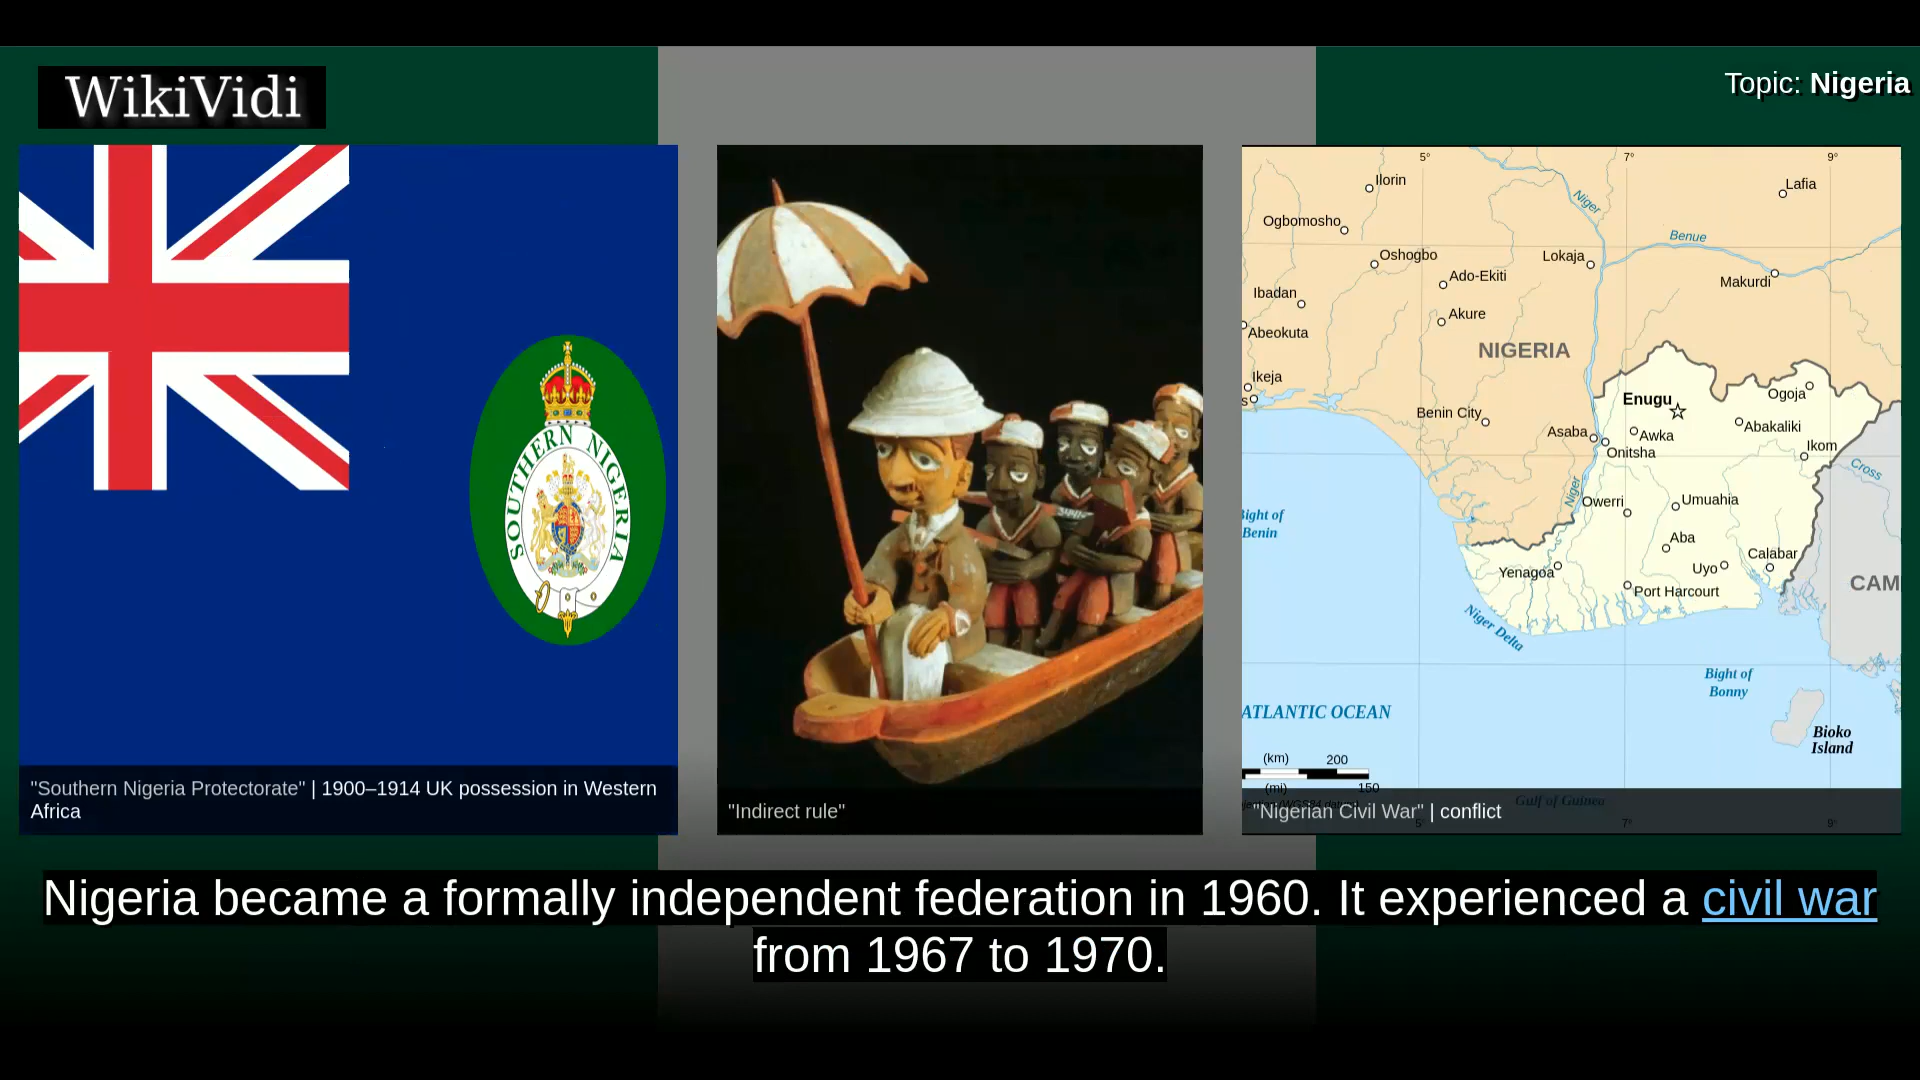 WikiVidi
Topic: Nigeria
SOUTHERN NIGERIA
"Southern Nigeria Protectorate" | 1900–1914 UK possession in Western
Africa
"Indirect rule"
5°
7°
9°
Ilorin
Lafia
Niger
Ogbomosho
Benue
Oshogbo
Lokaja
Ado-Ekiti
Makurdi
Ibadan
Akure
Abeokuta
NIGERIA
Ikeja
s
Enugu
Ogoja
Benin City
Abakaliki
Asaba
Awka
Ikom
Onitsha
Cross
Niger
Owerri
Umuahia
Bight of
Benin
Aba
Calabar
Yenagoa
Uyo
CAM
Port Harcourt
Niger Delta
Bight of
Bonny
ATLANTIC OCEAN
Bioko
Island
(km) 200
(mi) 150
Gulf of Guinea
"Nigerian Civil War" | conflict
5°
7°
9°
Nigeria became a formally independent federation in 1960. It experienced a civil war
from 1967 to 1970.